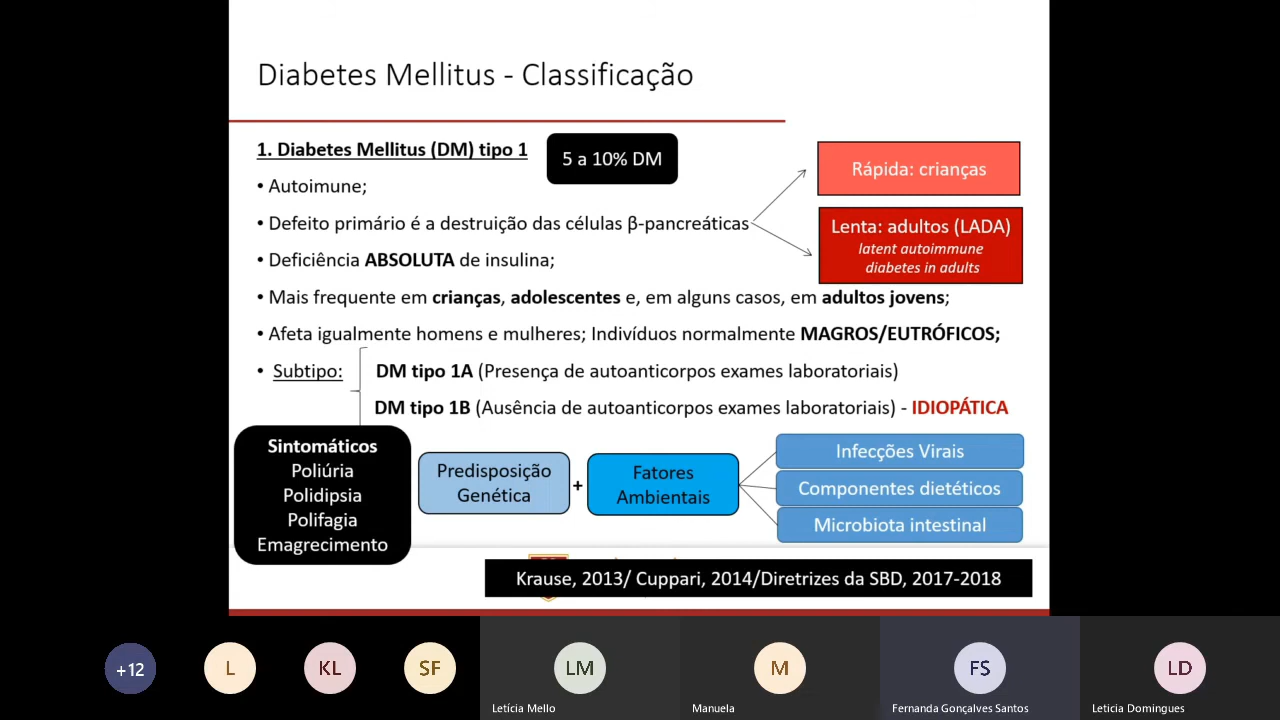 Diabetes Mellitus - Classificação
1. Diabetes Mellitus (DM) tipo 1
5 a 10% DM
• Autoimune;
• Defeito primário é a destruição das células β-pancreáticas
Rápida: crianças
Lenta: adultos (LADA)
latent autoimmune
diabetes in adults
• Deficiência ABSOLUTA de insulina;
• Mais frequente em crianças, adolescentes e, em alguns casos, em adultos jovens;
• Afeta igualmente homens e mulheres; Indivíduos normalmente MAGROS/EUTRÓFICOS;
• Subtipo:
DM tipo 1A (Presença de autoanticorpos exames laboratoriais)
DM tipo 1B (Ausência de autoanticorpos exames laboratoriais) - IDIOPÁTICA
Sintomáticos
Poliúria
Polidipsia
Polifagia
Emagrecimento
Predisposição
Genética
+
Fatores
Ambientais
Infecções Virais
Componentes dietéticos
Microbiota intestinal
Krause, 2013/ Cuppari, 2014/Diretrizes da SBD, 2017-2018
+12
L
KL
SF
LM
Letícia Mello
M
Manuela
FS
Fernanda Gonçalves Santos
LD
Leticia Domingues